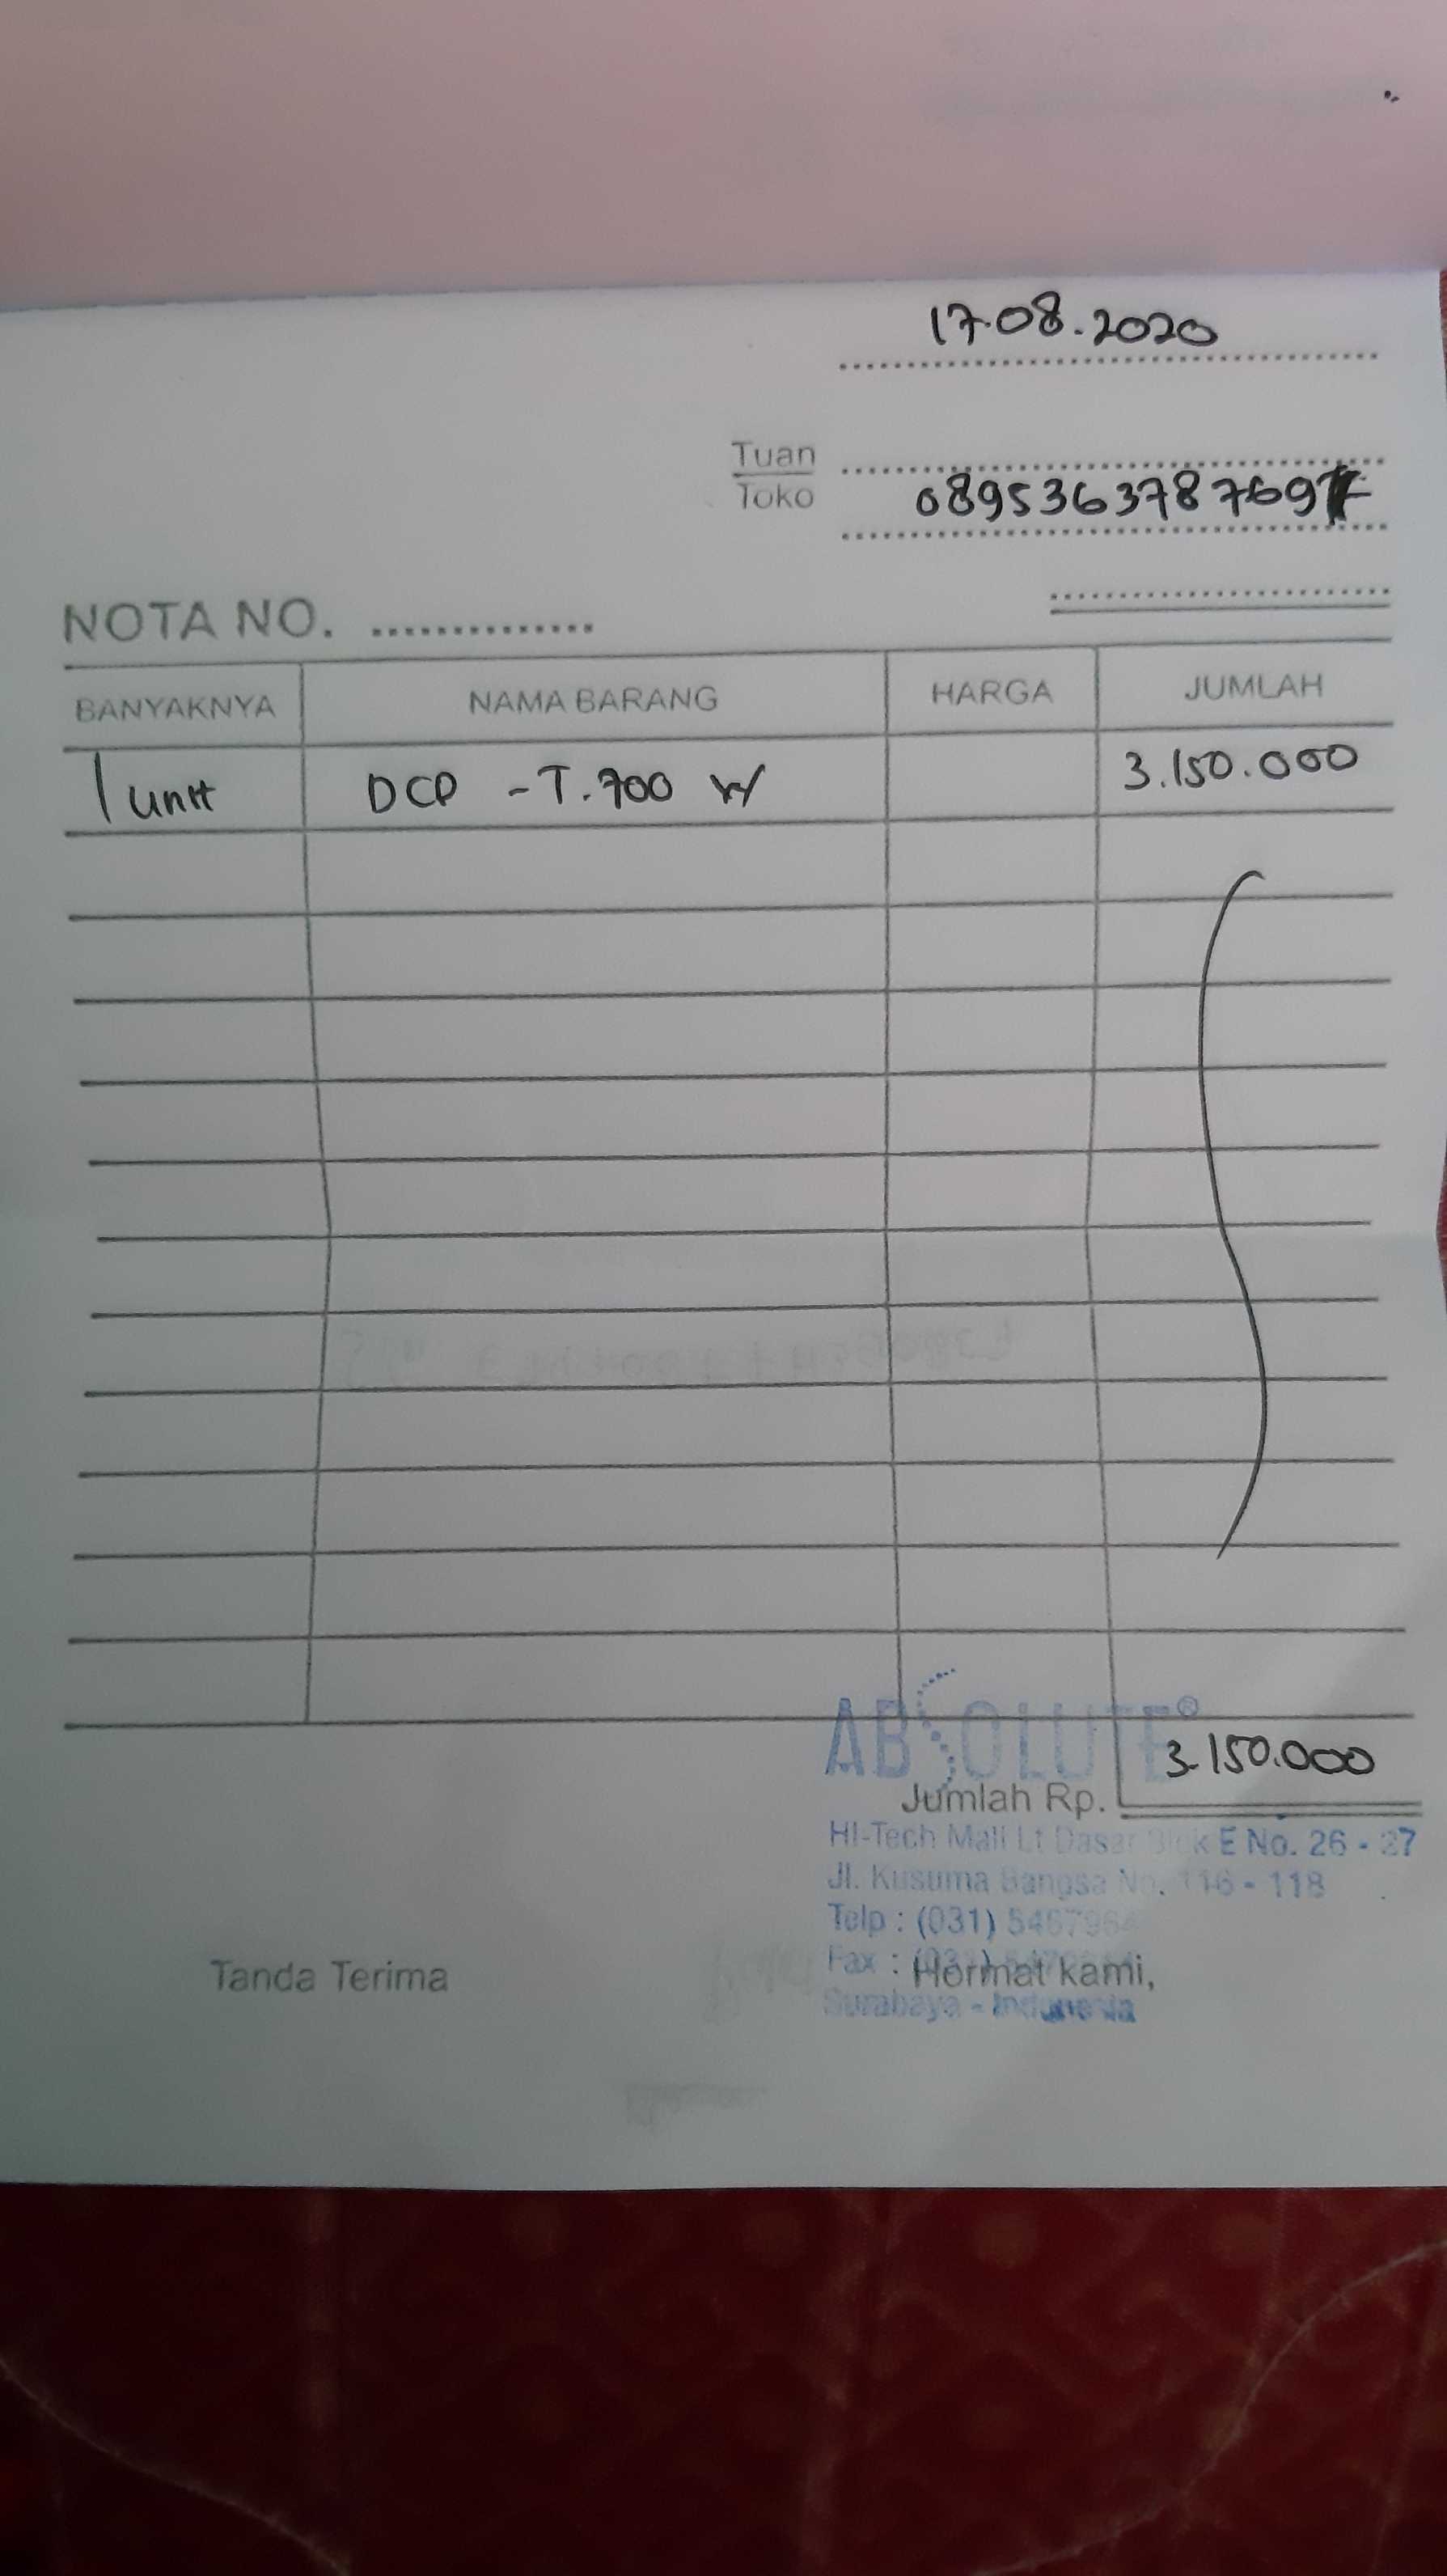 17.08.2020
Tuan
Toko
0895363787697
NOTA NO.
BANYAKNYA NAMA BARANG HARGA JUMLAH
1 unit DCP - T.700 W 3.150.000
ABSOLUTE®
Jumlah Rp. 3.150.000
HI-Tech Mall Lt Dasar Blok E No. 26 - 27
Jl. Kusuma Bangsa No. 116 - 118
Telp : (031)
Fax :
Tanda Terima Hormat kami,
Surabaya - Indonesia